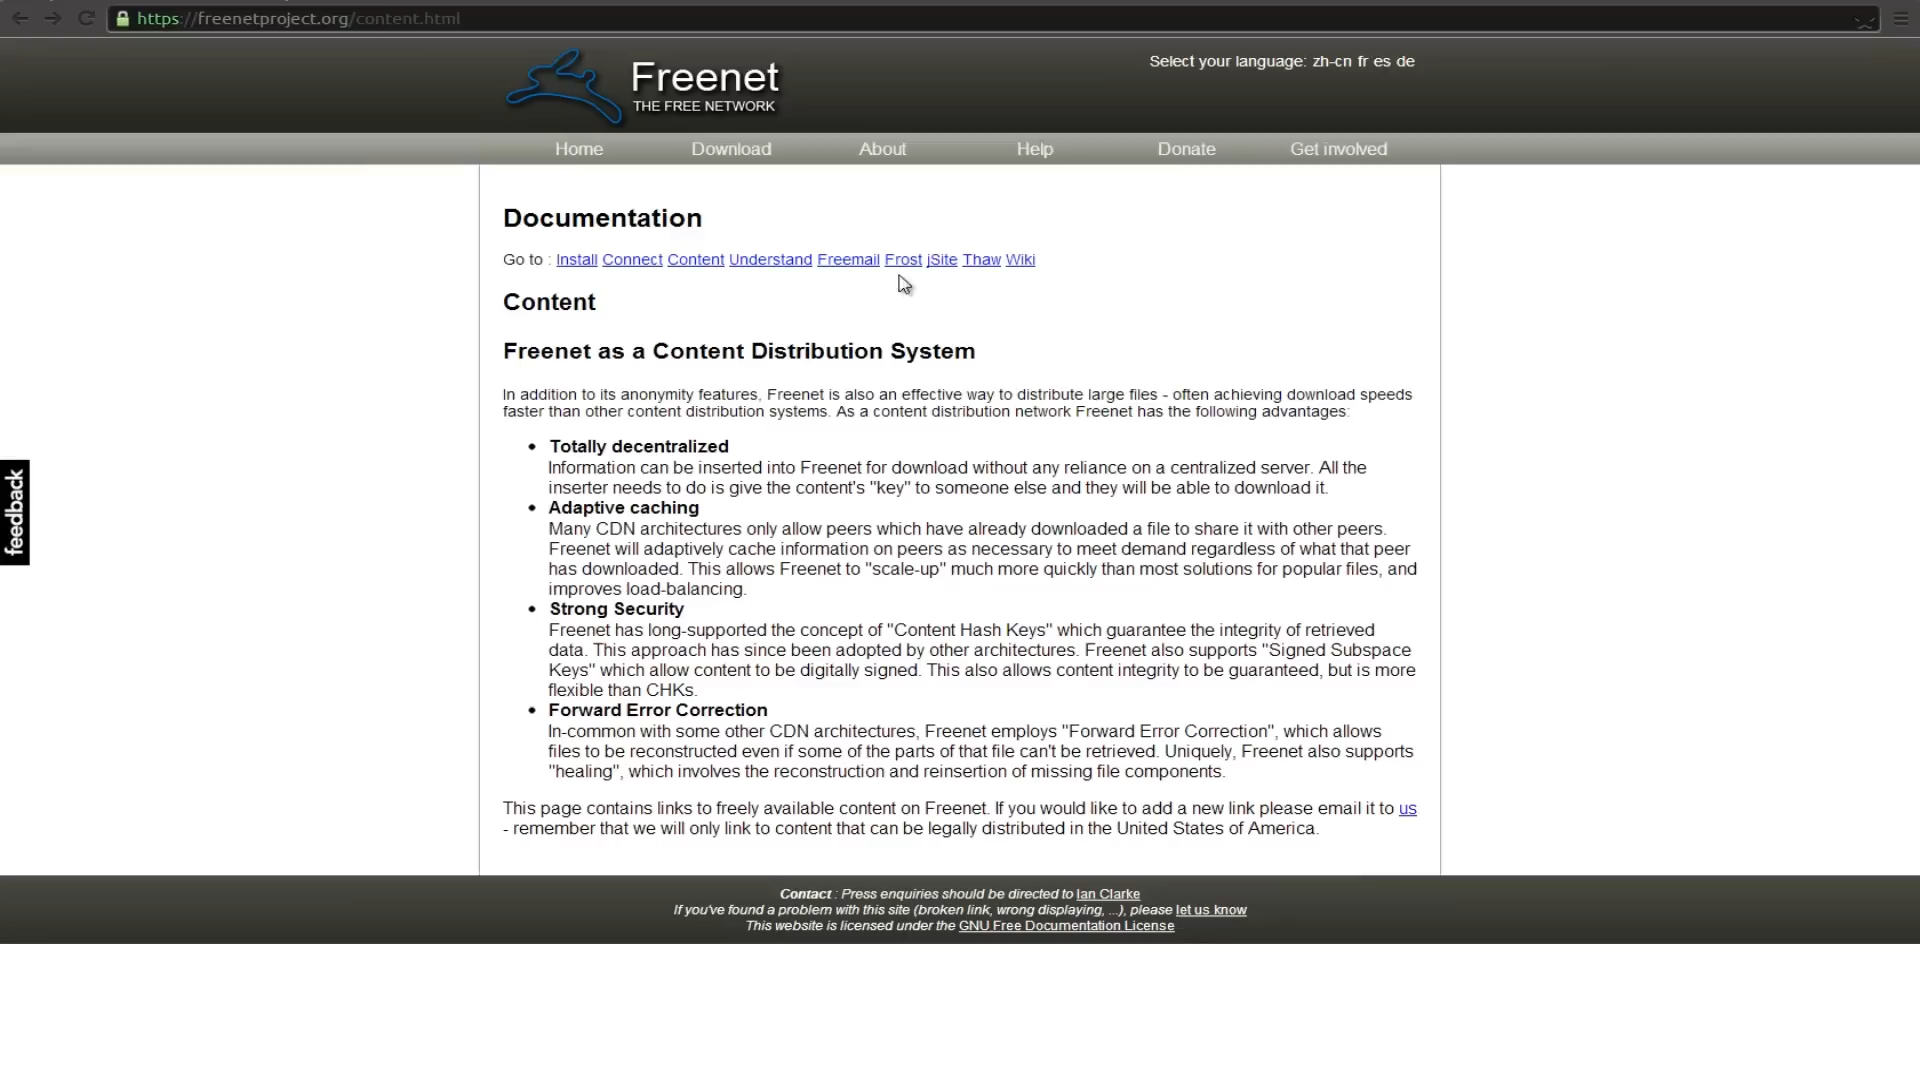 https://freenetproject.org/content.html
Freenet
THE FREE NETWORK
Select your language: zh-cn fr es de
Home Download About Help Donate Get involved
Documentation
Go to : Install Connect Content Understand Freemail Frost jSite Thaw Wiki
Content
Freenet as a Content Distribution System
In addition to its anonymity features, Freenet is also an effective way to distribute large files - often achieving download speeds
faster than other content distribution systems. As a content distribution network Freenet has the following advantages:
• Totally decentralized
Information can be inserted into Freenet for download without any reliance on a centralized server. All the
inserter needs to do is give the content's "key" to someone else and they will be able to download it.
• Adaptive caching
Many CDN architectures only allow peers which have already downloaded a file to share it with other peers.
Freenet will adaptively cache information on peers as necessary to meet demand regardless of what that peer
has downloaded. This allows Freenet to "scale-up" much more quickly than most solutions for popular files, and
improves load-balancing.
• Strong Security
Freenet has long-supported the concept of "Content Hash Keys" which guarantee the integrity of retrieved
data. This approach has since been adopted by other architectures. Freenet also supports "Signed Subspace
Keys" which allow content to be digitally signed. This also allows content integrity to be guaranteed, but is more
flexible than CHKs.
• Forward Error Correction
In-common with some other CDN architectures, Freenet employs "Forward Error Correction", which allows
files to be reconstructed even if some of the parts of that file can't be retrieved. Uniquely, Freenet also supports
"healing", which involves the reconstruction and reinsertion of missing file components.
This page contains links to freely available content on Freenet. If you would like to add a new link please email it to us
- remember that we will only link to content that can be legally distributed in the United States of America.
feedback
Contact : Press enquiries should be directed to Ian Clarke
If you've found a problem with this site (broken link, wrong displaying, ...), please let us know
This website is licensed under the GNU Free Documentation License